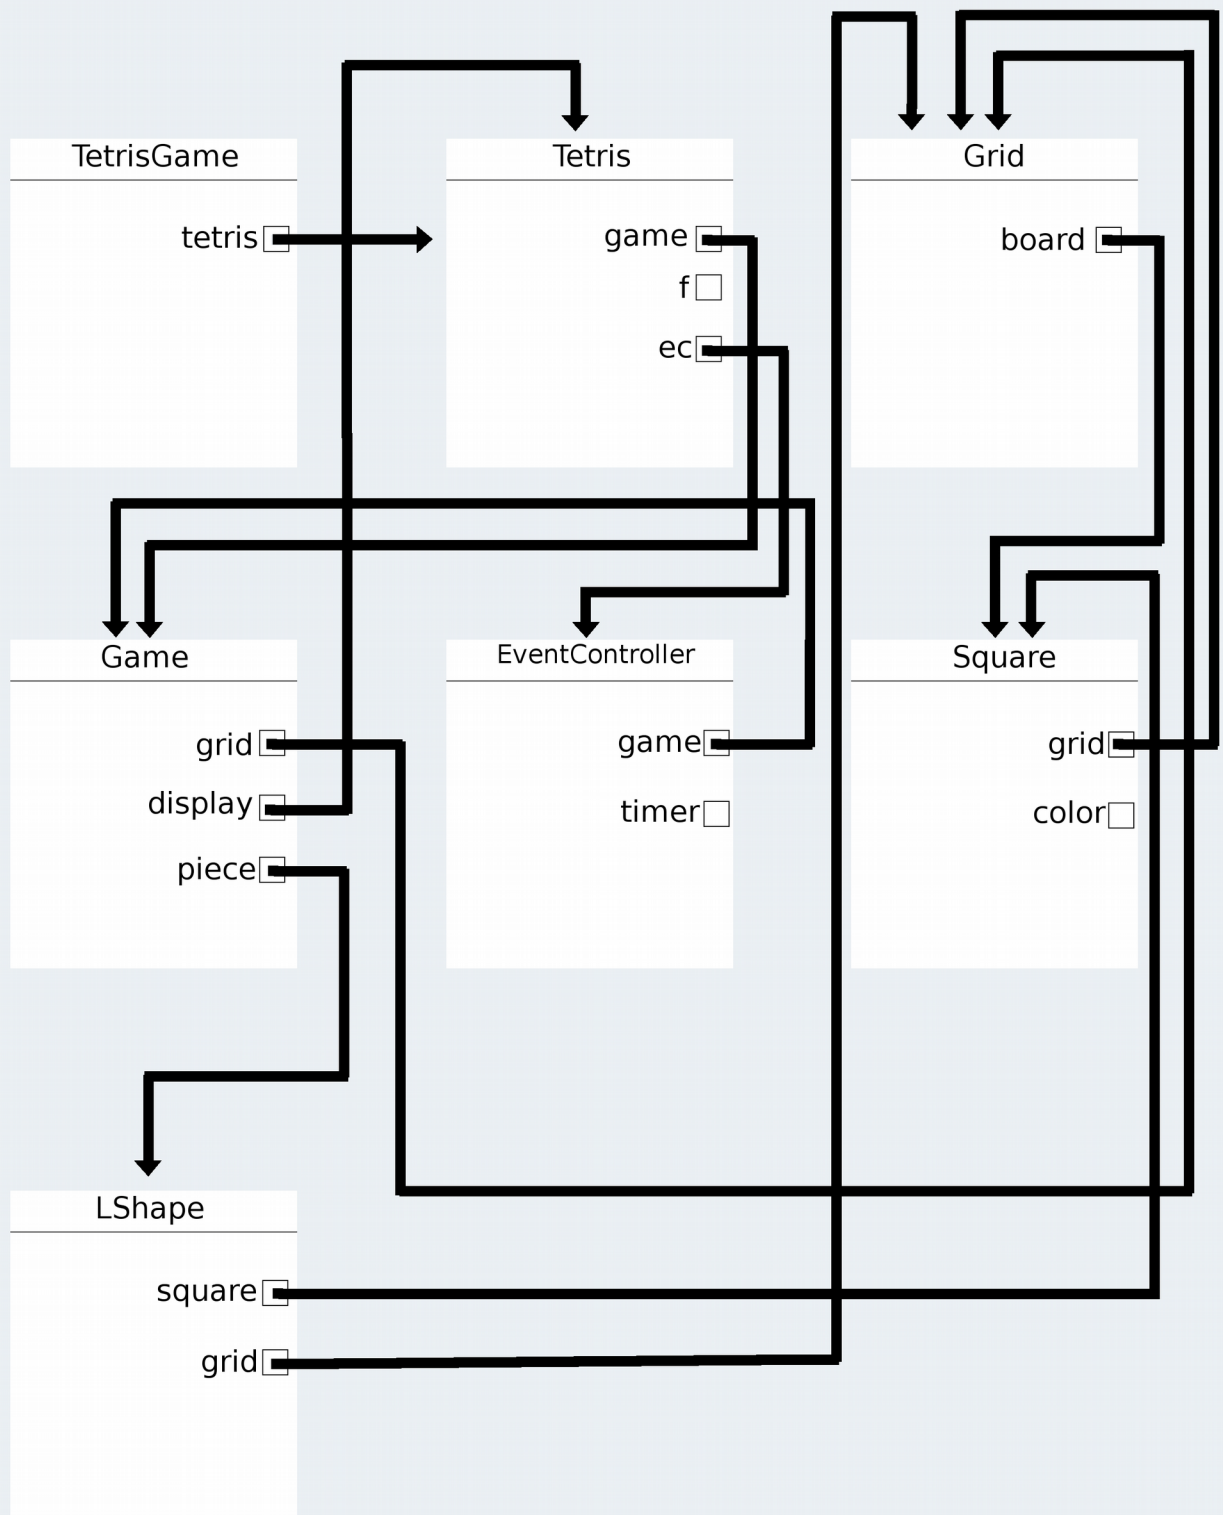 TetrisGame
tetris
Tetris
game
f
ec
Grid
board
Game
grid
display
piece
EventController
game
timer
Square
grid
color
LShape
square
grid